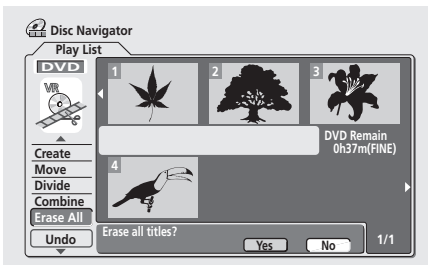 Disc Navigator
Play List
DVD
VR
1
2
3
DVD Remain
0h37m(FINE)
Create
Move
Divide
Combine
Erase All
Undo
4
Erase all titles?
Yes
No
1/1